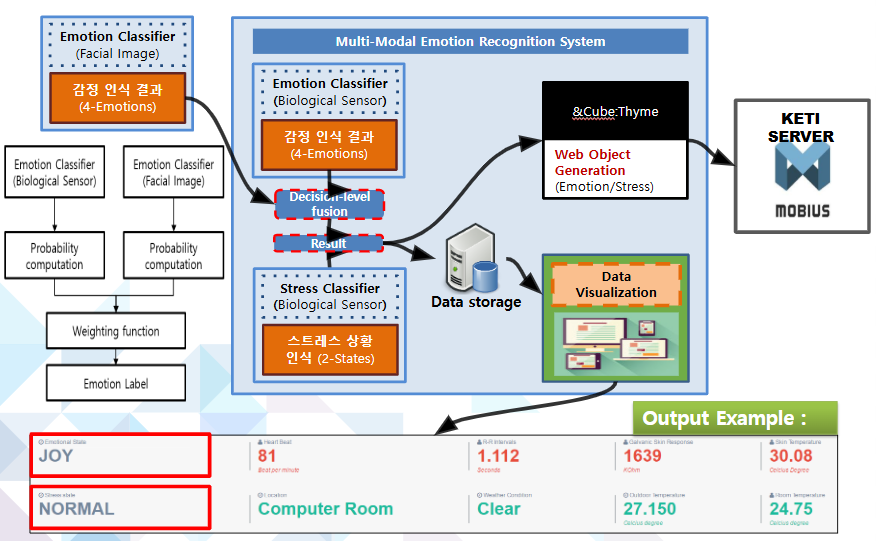 Emotion Classifier
(Facial Image)
감정 인식 결과
(4-Emotions)
Multi-Modal Emotion Recognition System
Emotion Classifier
(Biological Sensor)
감정 인식 결과
(4-Emotions)
Decision-level
fusion
Result
Stress Classifier
(Biological Sensor)
스트레스 상황
인식 (2-States)
&Cube:Thyme
Web Object
Generation
(Emotion/Stress)
KETI
SERVER
MOBIUS
Data storage
Data
Visualization
Emotion Classifier
(Biological Sensor)
Emotion Classifier
(Facial Image)
Probability
computation
Probability
computation
Weighting function
Emotion Label
Output Example :
Emotional State
JOY
Heart Beat
81
Beat per minute
R-R Intervals
1.112
Seconds
Galvanic Skin Response
1639
KOhm
Skin Temperature
30.08
Celcius Degree
Stress state
NORMAL
Location
Computer Room
Weather Condition
Clear
Outdoor Temperature
27.150
Celcius degree
Room Temperature
24.75
Celcius degree